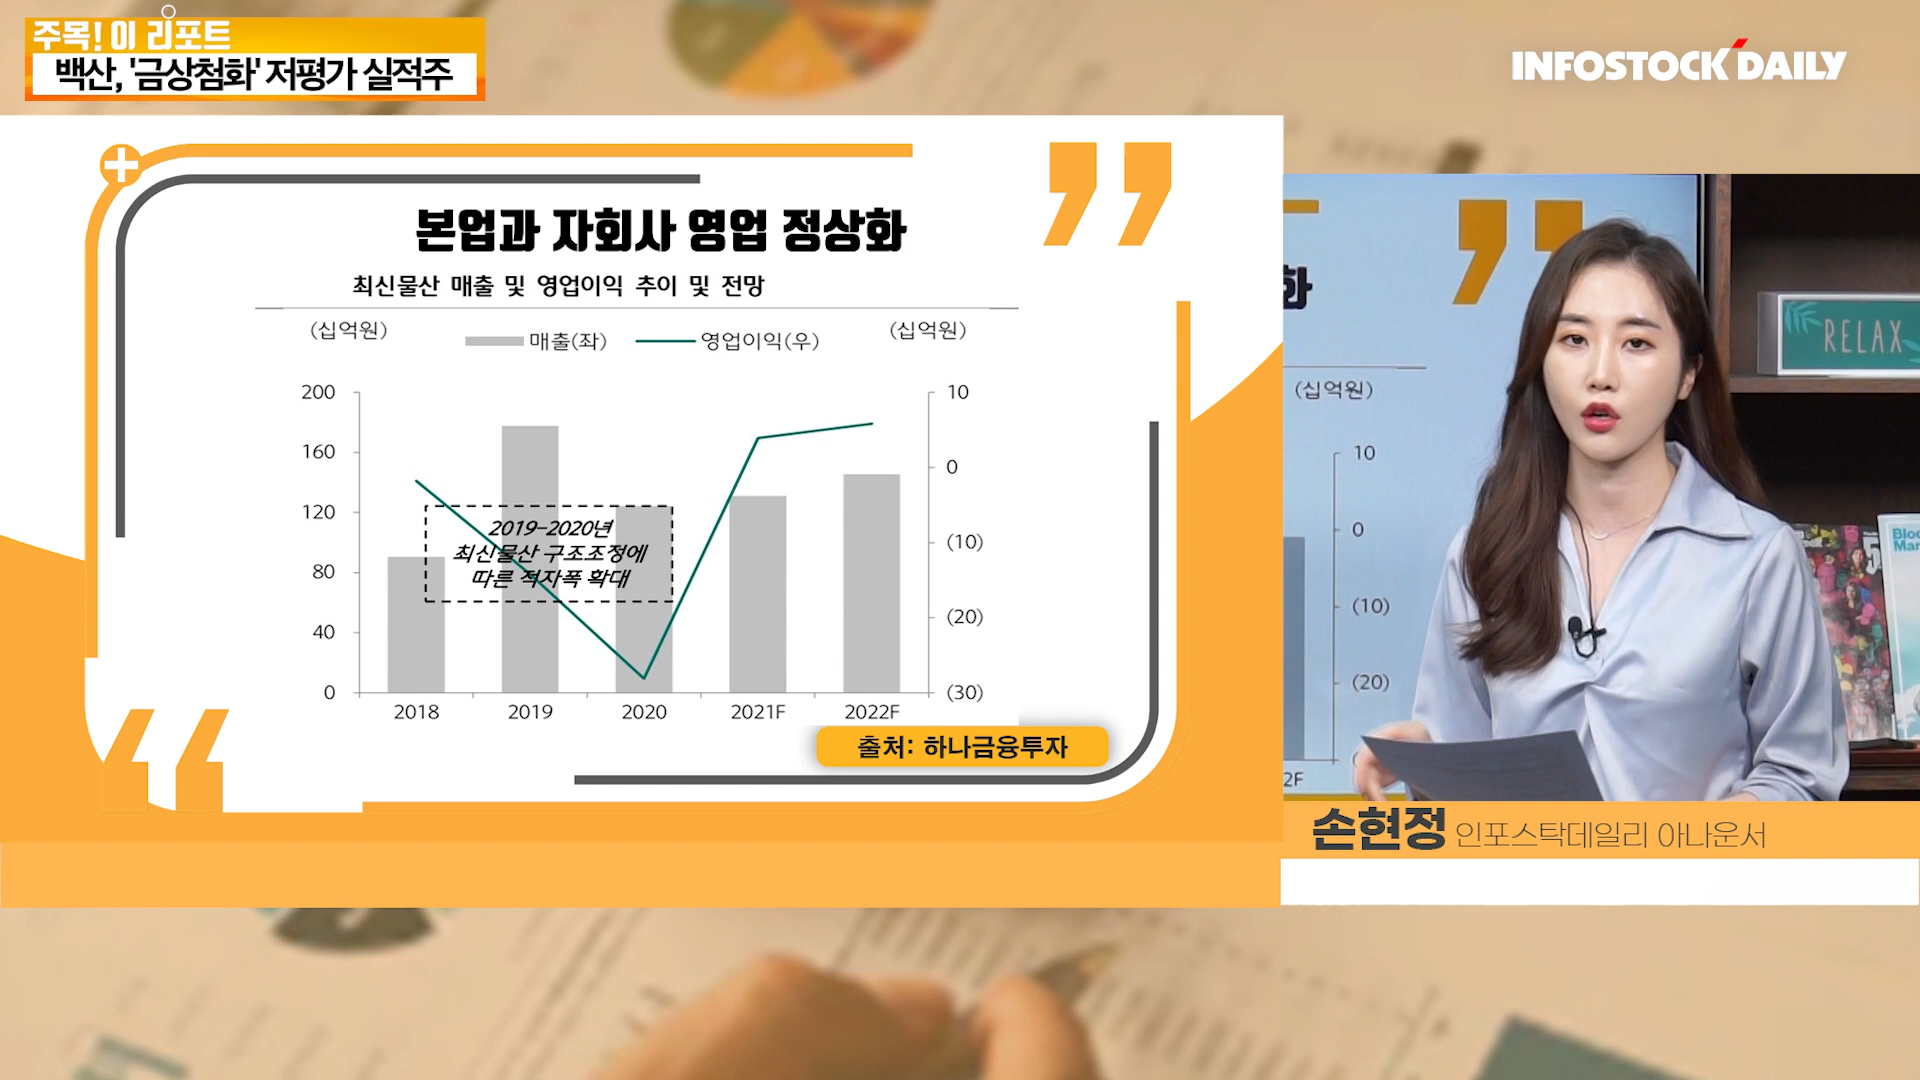 주목! 이 리포트
백산, '금상첨화' 저평가 실적주
INFOSTOCK DAILY
본업과 자회사 영업 정상화
최신물산 매출 및 영업이익 추이 및 전망
(십억원)
매출(좌)
영업이익(우)
(십억원)
200
160
120
80
40
0
10
0
(10)
(20)
(30)
2019-2020년
최신물산 구조조정에
따른 적자폭 확대
2018 2019 2020 2021F 2022F
출처: 하나금융투자
화
(십억원)
10
0
(10)
(20)
2F
RELAX
손현정 인포스탁데일리 아나운서